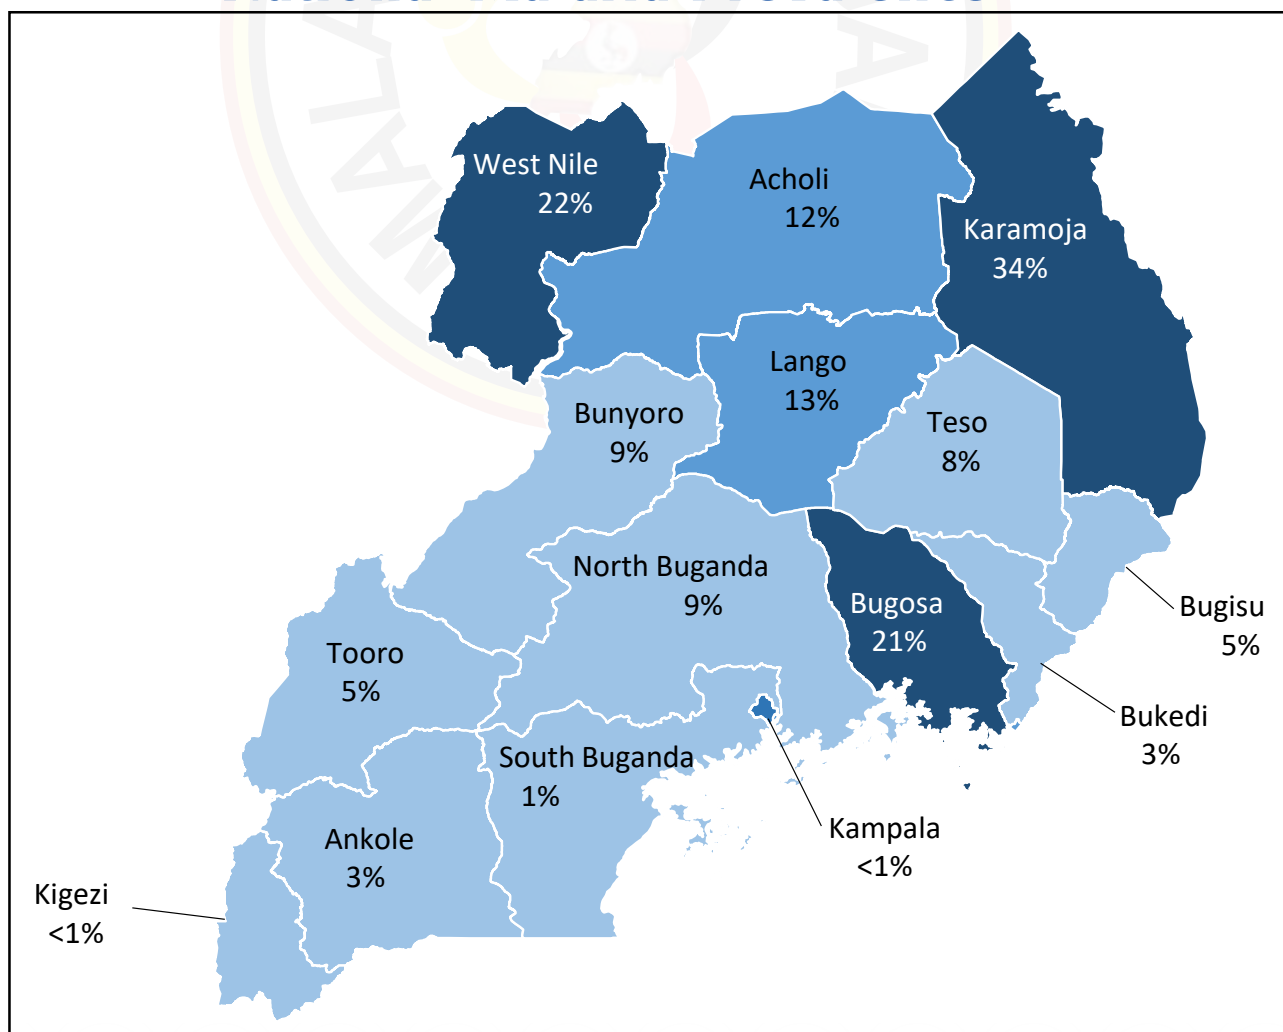 West Nile
22%
Acholi
12%
Karamoja
34%
Lango
13%
Bunyoro
9%
Teso
8%
North Buganda
9%
Bugosa
21%
Bugisu
5%
Tooro
5%
Bukedi
3%
South Buganda
1%
Kampala
<1%
Ankole
3%
Kigezi
<1%